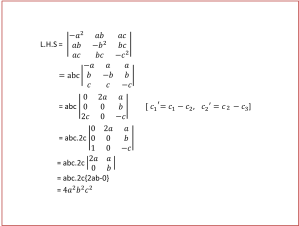 L.H.S = |−a² ab ac|
|ab −b² bc|
|ac bc −c²|
= abc |−a a a|
|b −b b|
|c c −c|
= abc |0 2a a| [ c₁′ = c₁ − c₂, c₂′ = c₂ − c₃]
|0 0 b|
|2c 0 −c|
= abc.2c |0 2a a|
|0 0 b|
|1 0 −c|
= abc.2c |2a a|
|0 b|
= abc.2c{2ab-0}
= 4a²b²c²